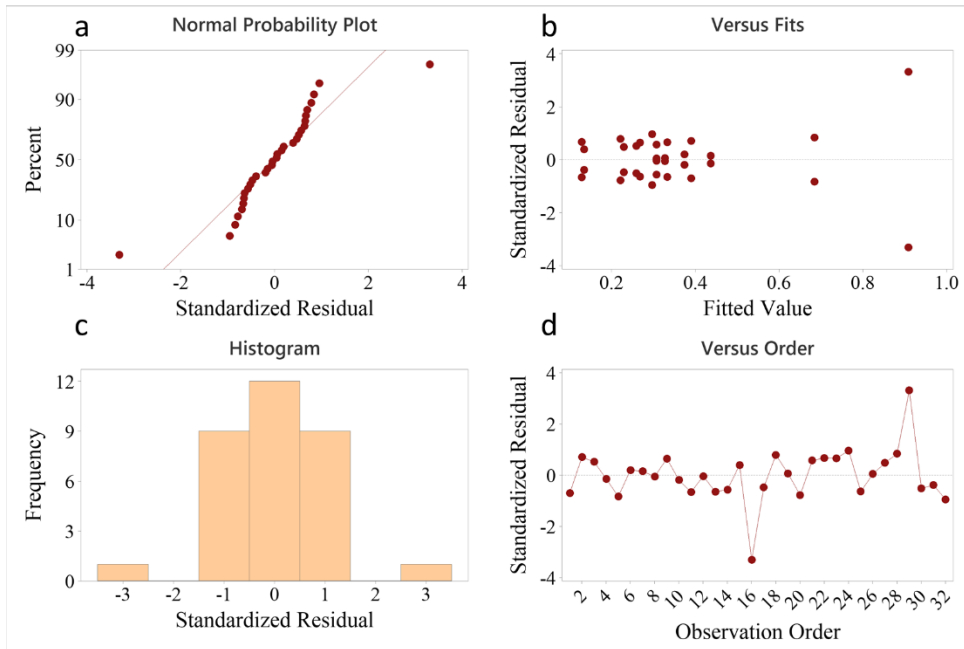 a
Normal Probability Plot
99
90
50
10
1
Percent
-4 -2 0 2 4
Standardized Residual
b
Versus Fits
4
2
0
-2
-4
Standardized Residual
0.2 0.4 0.6 0.8 1.0
Fitted Value
c
Histogram
12
9
6
3
0
Frequency
-3 -2 -1 0 1 2 3
Standardized Residual
d
Versus Order
4
2
0
-2
-4
Standardized Residual
2 4 6 8 10 12 14 16 18 20 22 24 26 28 30 32
Observation Order